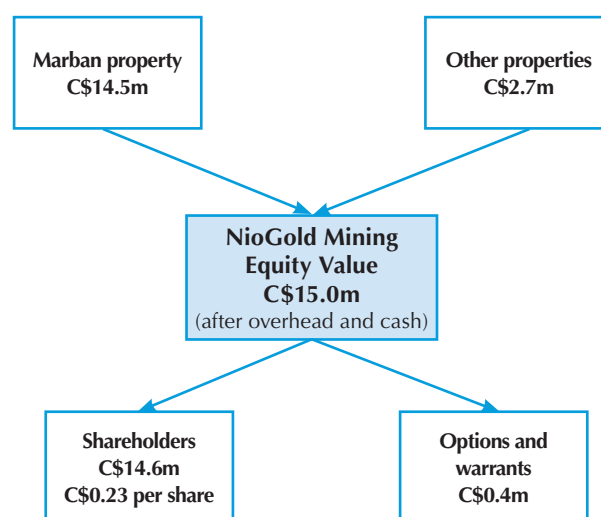 Marban property
C$14.5m
Other properties
C$2.7m
NioGold Mining
Equity Value
C$15.0m
(after overhead and cash)
Shareholders
C$14.6m
C$0.23 per share
Options and
warrants
C$0.4m